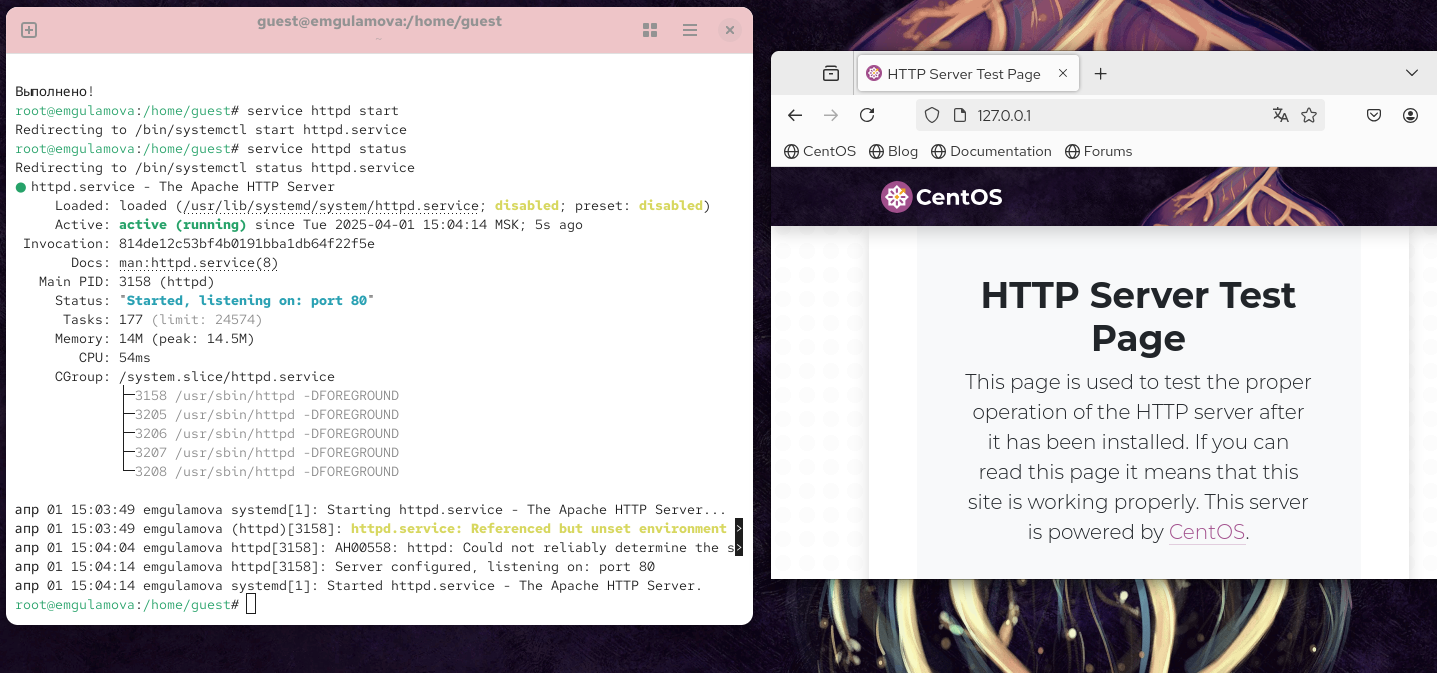 guest@emgulamova:/home/guest
~
Выполнено!
root@emgulamova:/home/guest# service httpd start
Redirecting to /bin/systemctl start httpd.service
root@emgulamova:/home/guest# service httpd status
Redirecting to /bin/systemctl status httpd.service
● httpd.service - The Apache HTTP Server
Loaded: loaded (/usr/lib/systemd/system/httpd.service; disabled; preset: disabled)
Active: active (running) since Tue 2025-04-01 15:04:14 MSK; 5s ago
Invocation: 814de12c53bf4b0191bba1db64f22f5e
Docs: man:httpd.service(8)
Main PID: 3158 (httpd)
Status: "Started, listening on: port 80"
Tasks: 177 (limit: 24574)
Memory: 14M (peak: 14.5M)
CPU: 54ms
CGroup: /system.slice/httpd.service
├─3158 /usr/sbin/httpd -DFOREGROUND
├─3205 /usr/sbin/httpd -DFOREGROUND
├─3206 /usr/sbin/httpd -DFOREGROUND
├─3207 /usr/sbin/httpd -DFOREGROUND
└─3208 /usr/sbin/httpd -DFOREGROUND
апр 01 15:03:49 emgulamova systemd[1]: Starting httpd.service - The Apache HTTP Server...
апр 01 15:03:49 emgulamova (httpd)[3158]: httpd.service: Referenced but unset environment >
апр 01 15:04:04 emgulamova httpd[3158]: AH00558: httpd: Could not reliably determine the s>
апр 01 15:04:14 emgulamova httpd[3158]: Server configured, listening on: port 80
апр 01 15:04:14 emgulamova systemd[1]: Started httpd.service - The Apache HTTP Server.
root@emgulamova:/home/guest#
HTTP Server Test Page
127.0.0.1
CentOS Blog Documentation Forums
CentOS
HTTP Server Test
Page
This page is used to test the proper
operation of the HTTP server after
it has been installed. If you can
read this page it means that this
site is working properly. This server
is powered by CentOS.